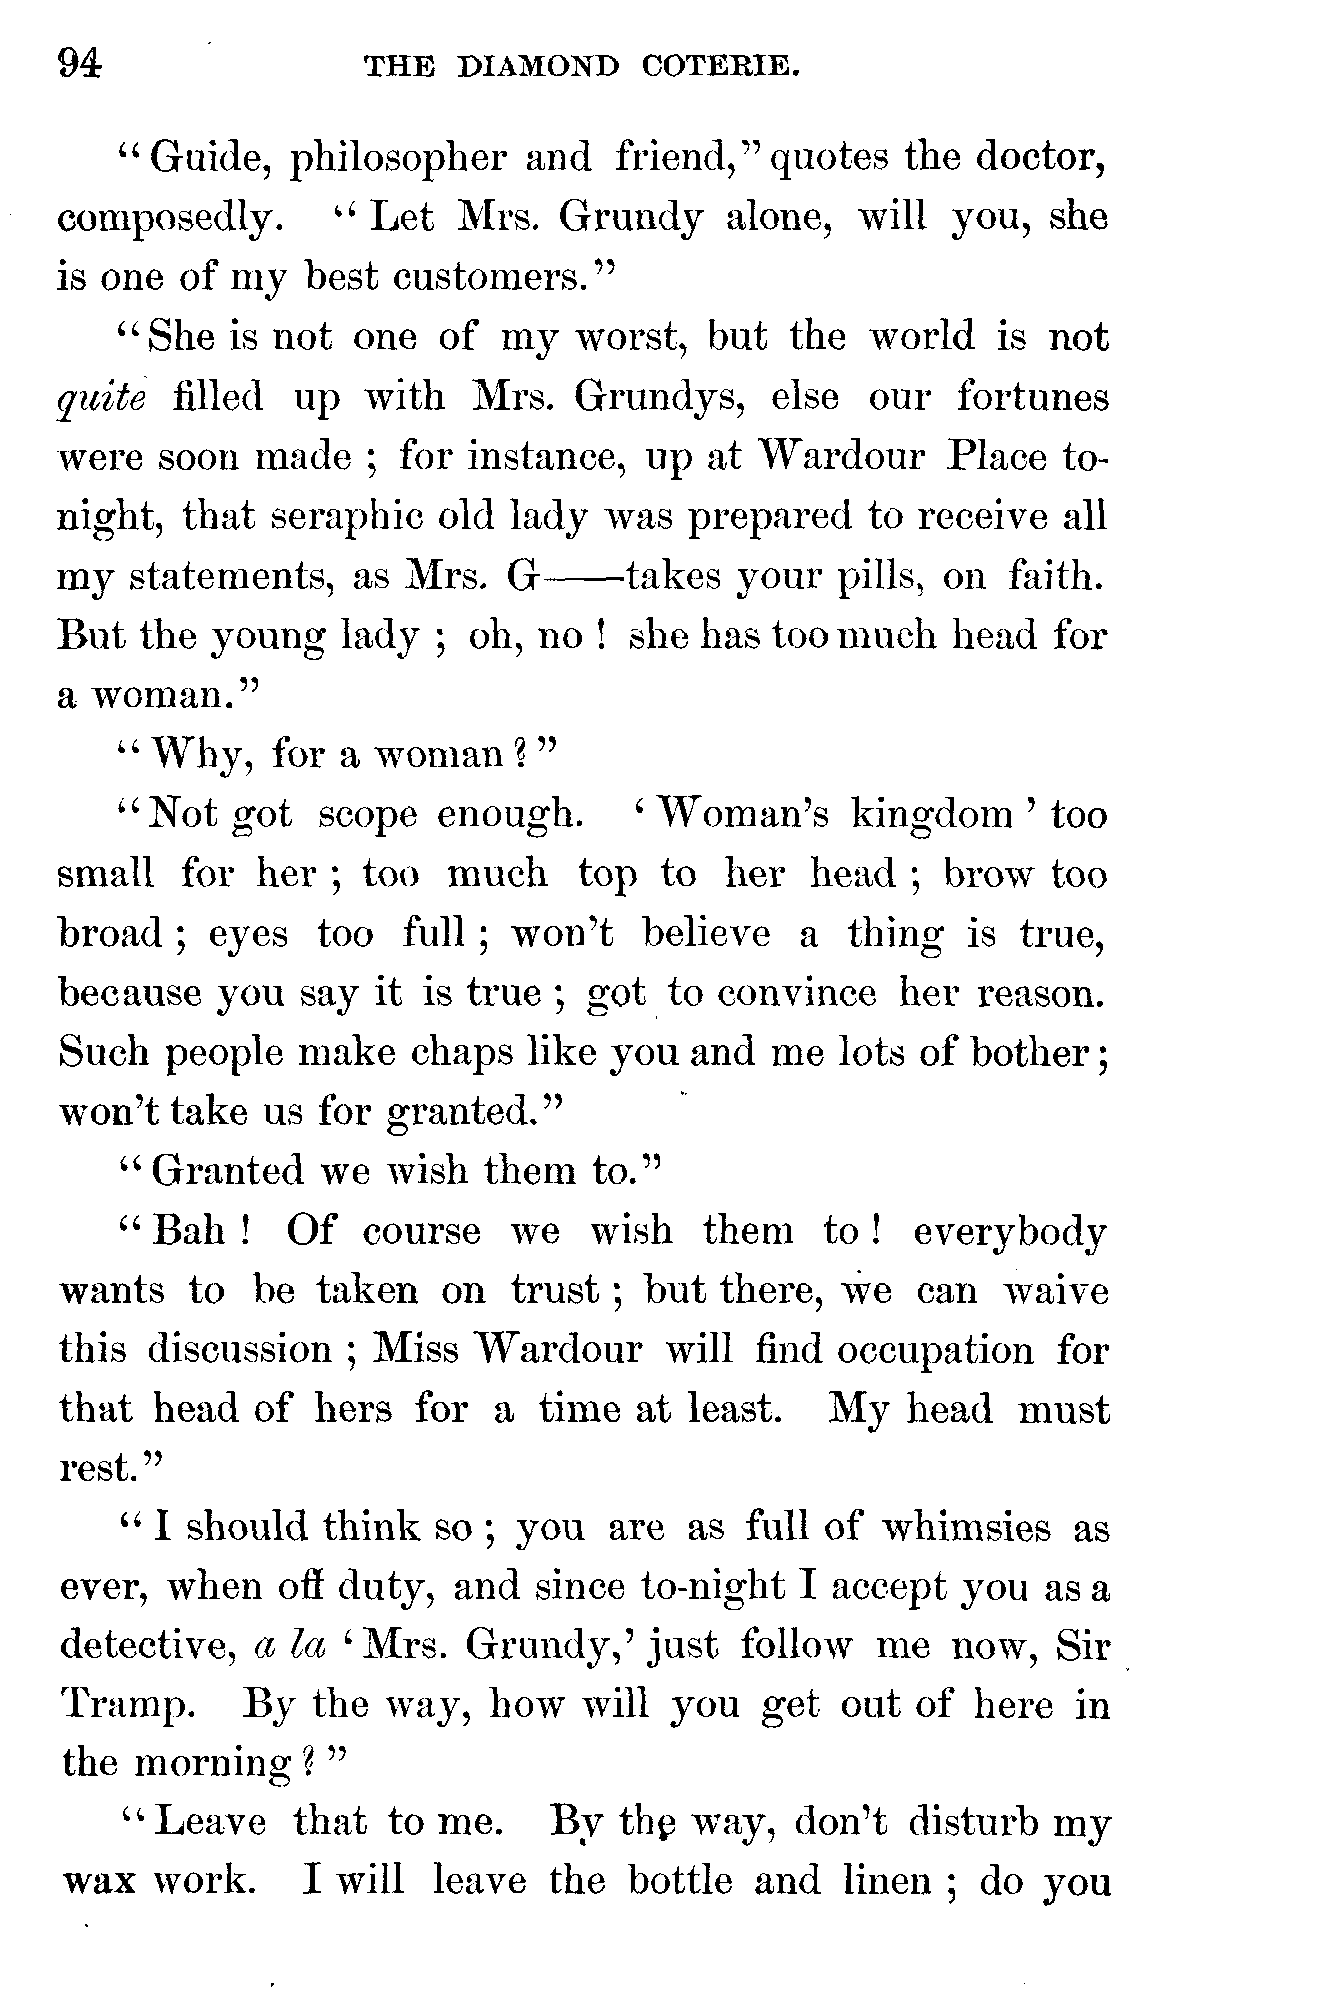 94 THE DIAMOND COTERIE.
“Guide, philosopher and friend,” quotes the doctor,
composedly. “Let Mrs. Grundy alone, will you, she
is one of my best customers.”
“She is not one of my worst, but the world is not
quite filled up with Mrs. Grundys, else our fortunes
were soon made ; for instance, up at Wardour Place to-
night, that seraphic old lady was prepared to receive all
my statements, as Mrs. G——takes your pills, on faith.
But the young lady ; oh, no ! she has too much head for
a woman.”
“Why, for a woman ? ”
“Not got scope enough. ‘ Woman’s kingdom ’ too
small for her ; too much top to her head ; brow too
broad ; eyes too full ; won’t believe a thing is true,
because you say it is true ; got to convince her reason.
Such people make chaps like you and me lots of bother ;
won’t take us for granted.”
“Granted we wish them to.”
“Bah ! Of course we wish them to ! everybody
wants to be taken on trust ; but there, we can waive
this discussion ; Miss Wardour will find occupation for
that head of hers for a time at least. My head must
rest.”
“I should think so ; you are as full of whimsies as
ever, when off duty, and since to-night I accept you as a
detective, a la ‘ Mrs. Grundy,’ just follow me now, Sir
Tramp. By the way, how will you get out of here in
the morning ? ”
“Leave that to me. By the way, don’t disturb my
wax work. I will leave the bottle and linen ; do you